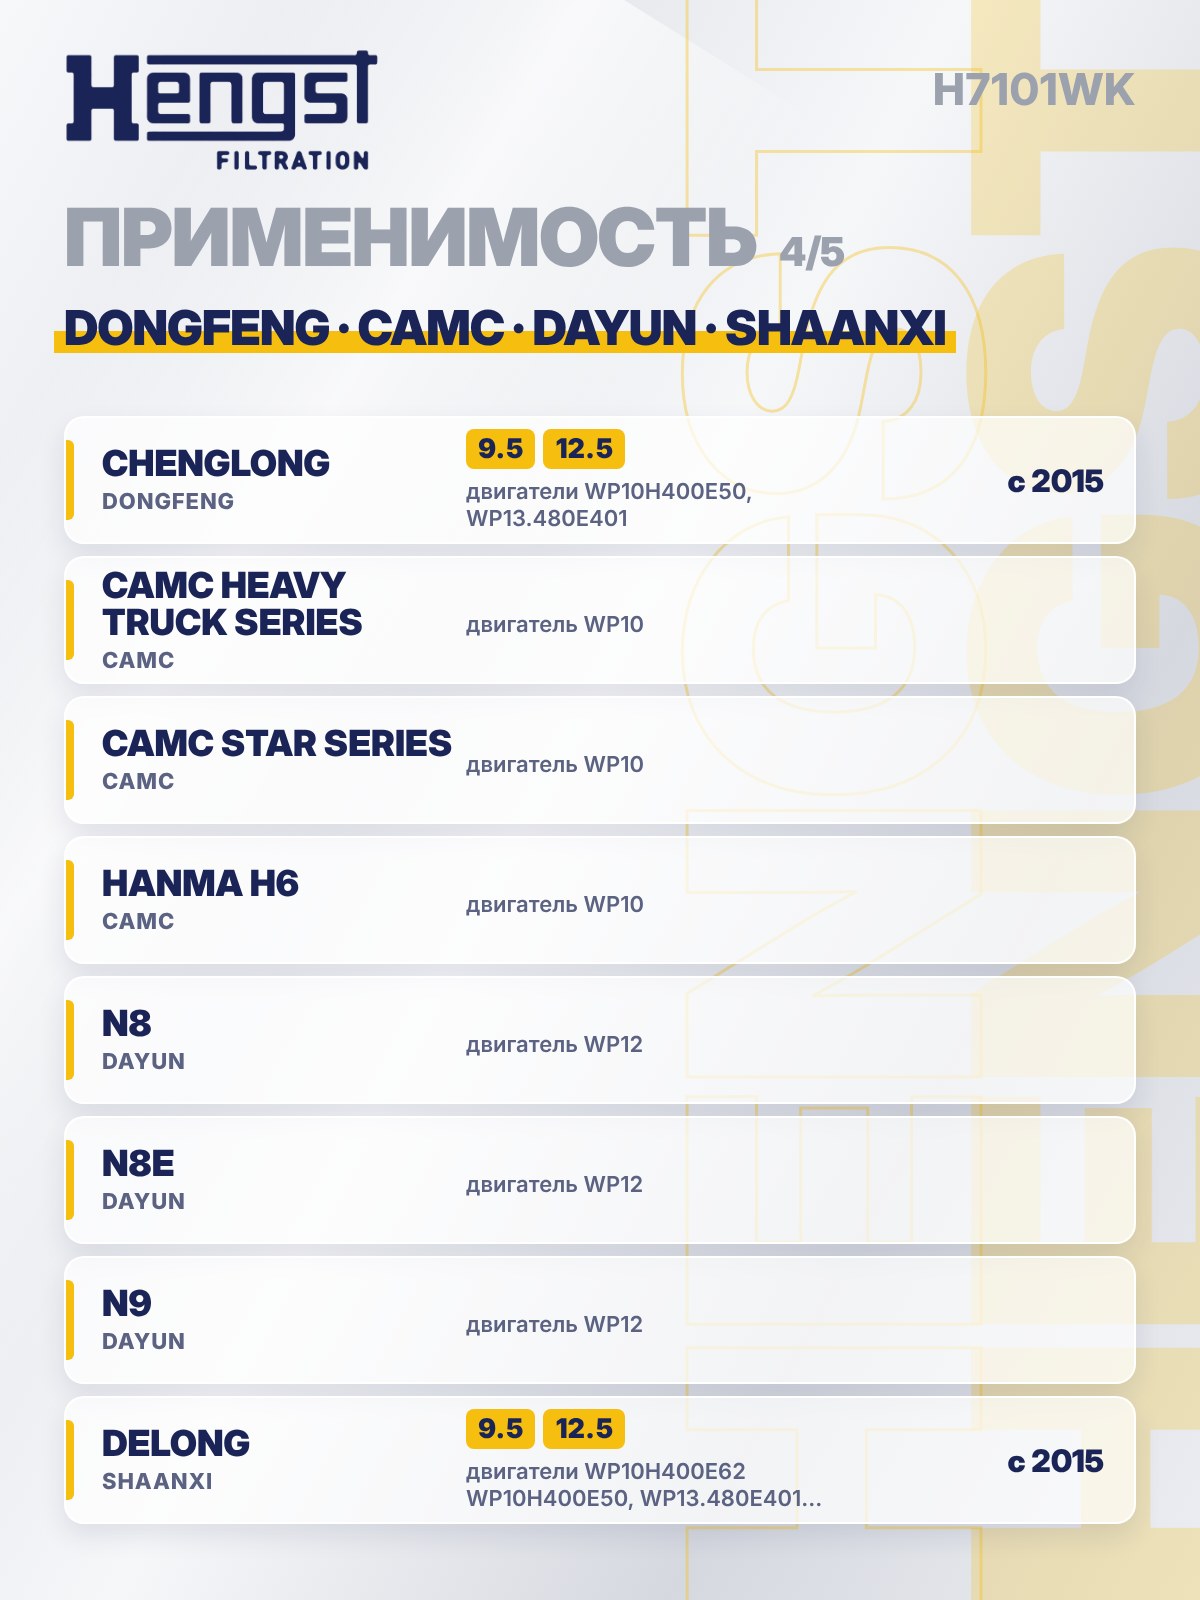 Hengst
FILTRATION
H7101WK
ПРИМЕНИМОСТЬ 4/5
DONGFENG · CAMC · DAYUN · SHAANXI
CHENGLONG
DONGFENG
9.5 12.5
двигатели WP10H400E50,
WP13.480E401
с 2015
CAMC HEAVY
TRUCK SERIES
CAMC
двигатель WP10
CAMC STAR SERIES
CAMC
двигатель WP10
HANMA H6
CAMC
двигатель WP10
N8
DAYUN
двигатель WP12
N8E
DAYUN
двигатель WP12
N9
DAYUN
двигатель WP12
DELONG
SHAANXI
9.5 12.5
двигатели WP10H400E62
WP10H400E50, WP13.480E401...
с 2015
HENGST
HENGST